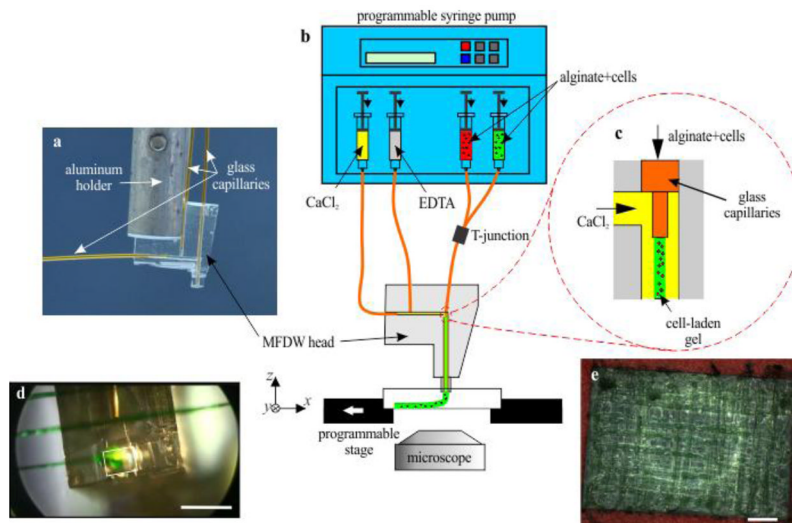 programmable syringe pump
b
alginate+cells
a
aluminum
holder
glass
capillaries
CaCl₂
EDTA
T-junction
c
alginate+cells
CaCl₂
glass
capillaries
cell-laden
gel
MFDW head
d
z
y
x
programmable
stage
microscope
e